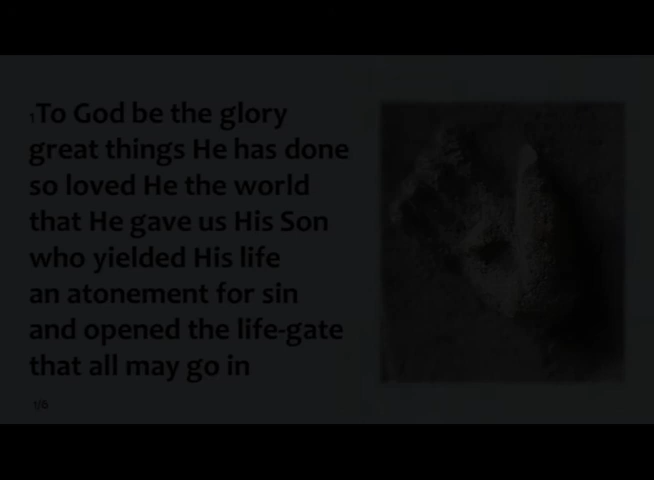 1To God be the glory
great things He has done
so loved He the world
that He gave us His Son
who yielded His life
an atonement for sin
and opened the life-gate
that all may go in
1/6